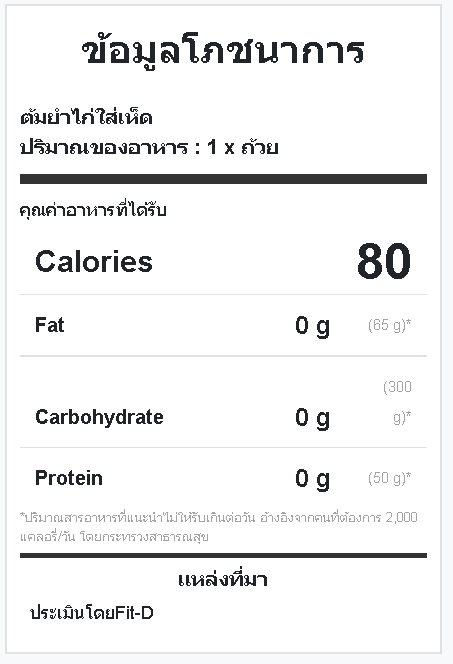 ข้อมูลโภชนาการ
ต้มยำไก่ใส่เห็ด
ปริมาณของอาหาร : 1 x ถ้วย
คุณค่าอาหารที่ได้รับ
Calories 80
Fat 0 g (65 g)*
Carbohydrate 0 g (300 g)*
Protein 0 g (50 g)*
*ปริมาณสารอาหารที่แนะนำไม่ให้รับเกินต่อวัน อ้างอิงจากคนที่ต้องการ 2,000
แคลอรี่/วัน โดยกระทรวงสาธารณสุข
แหล่งที่มา
ประเมินโดยFit-D